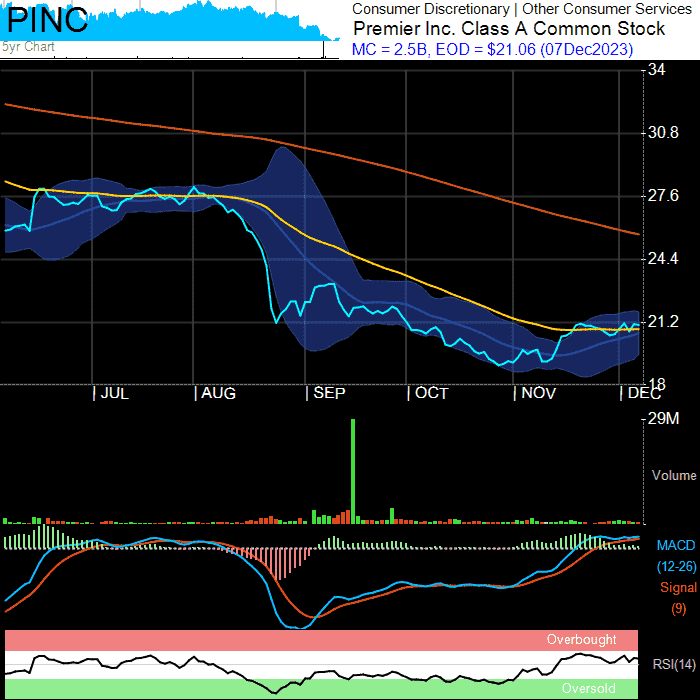 PINC
5yr Chart
Consumer Discretionary | Other Consumer Services
Premier Inc. Class A Common Stock
MC = 2.5B, EOD = $21.06 (07Dec2023)
34
30.8
27.6
24.4
21.2
18
JUL
AUG
SEP
OCT
NOV
DEC
29M
Volume
MACD
(12-26)
Signal
(9)
Overbought
RSI(14)
Oversold